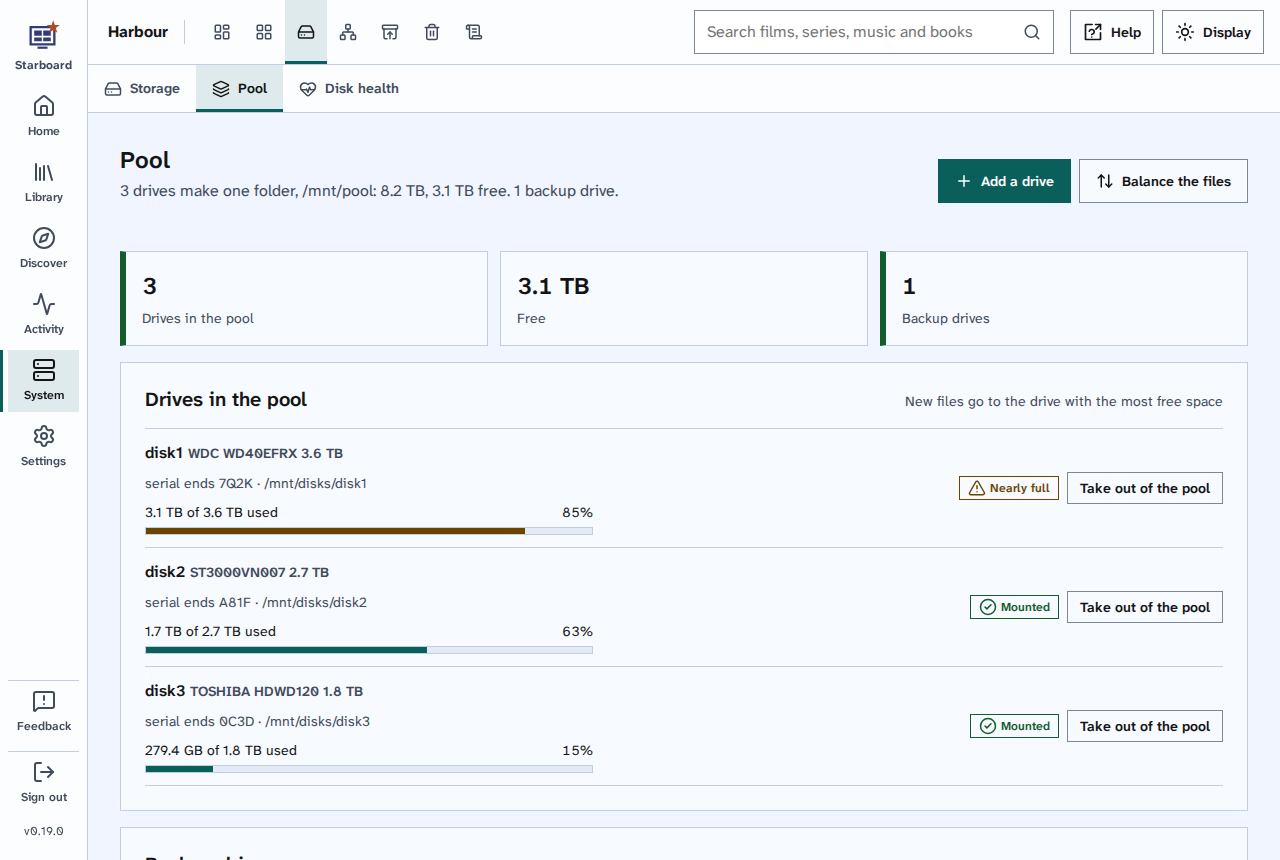 Starboard
Home
Library
Discover
Activity
System
Settings
Feedback
Sign out
v0.19.0
Harbour
Search films, series, music and books
Help
Display
Storage
Pool
Disk health
Pool
3 drives make one folder, /mnt/pool: 8.2 TB, 3.1 TB free. 1 backup drive.
Add a drive
Balance the files
3
Drives in the pool
3.1 TB
Free
1
Backup drives
Drives in the pool
New files go to the drive with the most free space
disk1 WDC WD40EFRX 3.6 TB
serial ends 7Q2K · /mnt/disks/disk1
3.1 TB of 3.6 TB used 85%
Nearly full
Take out of the pool
disk2 ST3000VN007 2.7 TB
serial ends A81F · /mnt/disks/disk2
1.7 TB of 2.7 TB used 63%
Mounted
Take out of the pool
disk3 TOSHIBA HDWD120 1.8 TB
serial ends 0C3D · /mnt/disks/disk3
279.4 GB of 1.8 TB used 15%
Mounted
Take out of the pool